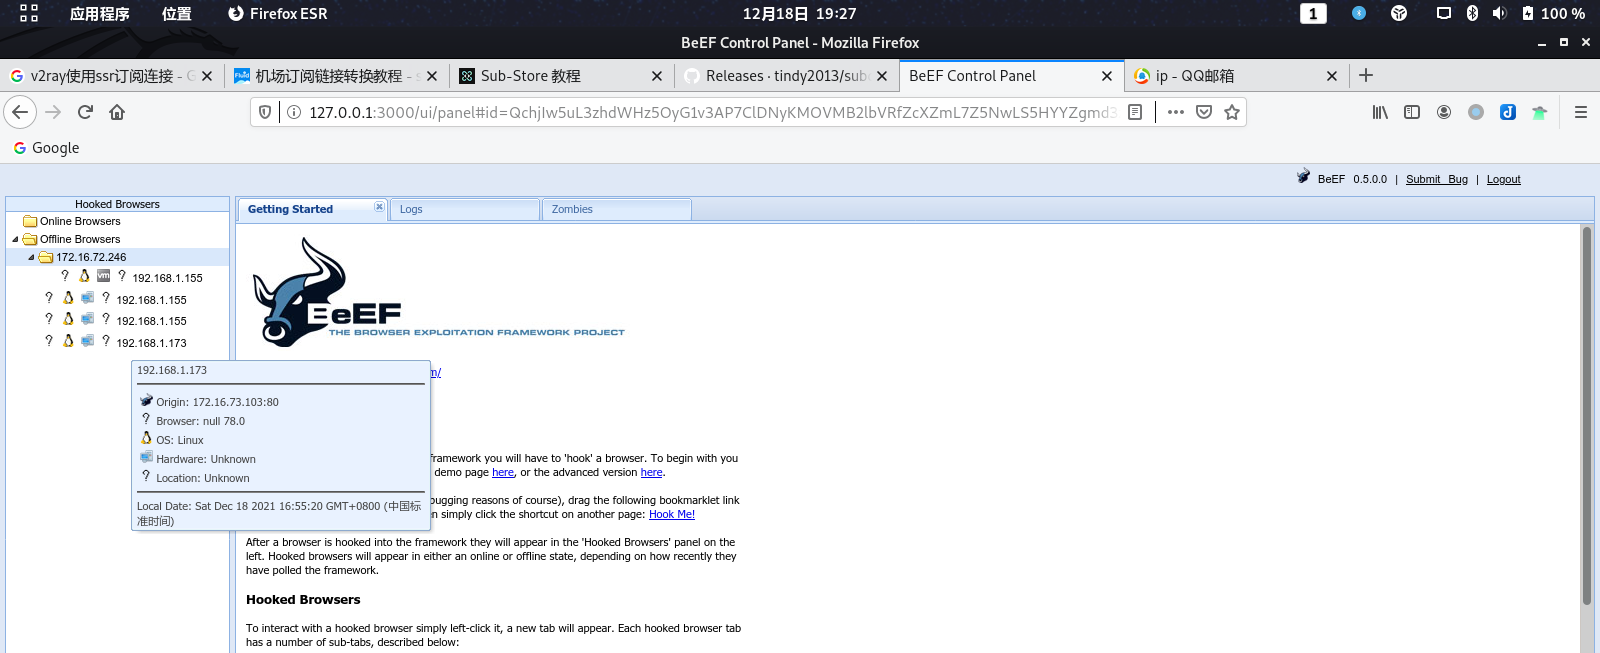 应用程序 位置 Firefox ESR 12月18日 19:27 1 100 %
BeEF Control Panel - Mozilla Firefox
v2ray使用ssr订阅连接 - G 机场订阅链接转换教程 - s Sub-Store 教程 Releases · tindy2013/sub BeEF Control Panel ip - QQ邮箱
127.0.0.1:3000/ui/panel#id=
Google
BeEF 0.5.0.0 | Submit Bug | Logout
Hooked Browsers
Online Browsers
Offline Browsers
172.16.72.246
? vm ? 192.168.1.155
? ? 192.168.1.155
? ? 192.168.1.155
? ? 192.168.1.173
Getting Started Logs Zombies
BeEF
THE BROWSER EXPLOITATION FRAMEWORK PROJECT
m/
192.168.1.173
Origin: 172.16.73.103:80
? Browser: null 78.0
OS: Linux
Hardware: Unknown
? Location: Unknown
Local Date: Sat Dec 18 2021 16:55:20 GMT+0800 (中国标
准时间)
framework you will have to 'hook' a browser. To begin with you
demo page here, or the advanced version here.
ugging reasons of course), drag the following bookmarklet link
n simply click the shortcut on another page: Hook Me!
After a browser is hooked into the framework they will appear in the 'Hooked Browsers' panel on the
left. Hooked browsers will appear in either an online or offline state, depending on how recently they
have polled the framework.
Hooked Browsers
To interact with a hooked browser simply left-click it, a new tab will appear. Each hooked browser tab
has a number of sub-tabs, described below: